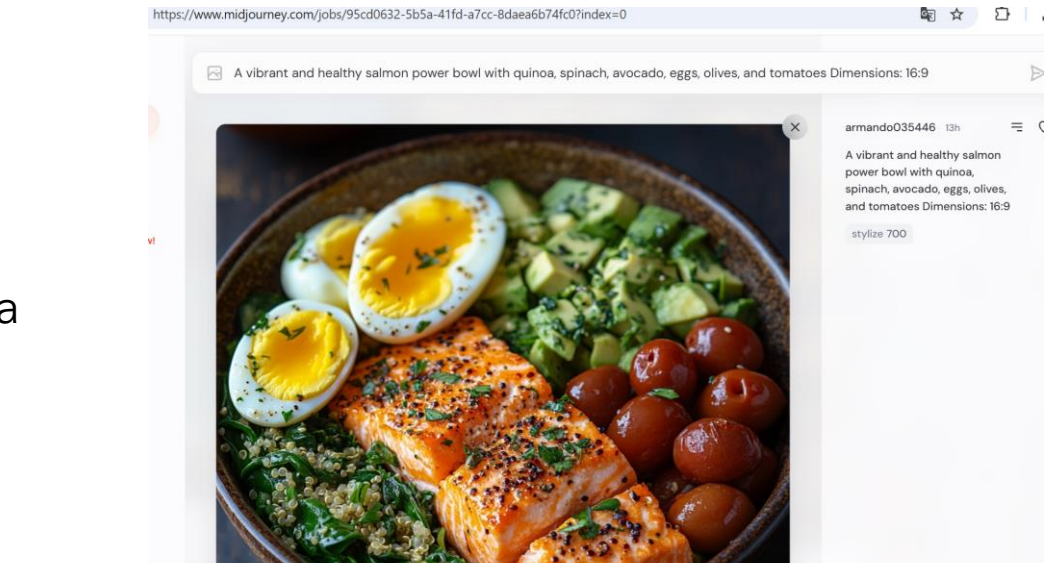 https://www.midjourney.com/jobs/95cd0632-5b5a-41fd-a7cc-8daea6b74fc0?index=0
A vibrant and healthy salmon power bowl with quinoa, spinach, avocado, eggs, olives, and tomatoes Dimensions: 16:9
armando035446 13h
A vibrant and healthy salmon
power bowl with quinoa,
spinach, avocado, eggs, olives,
and tomatoes Dimensions: 16:9
stylize 700
a